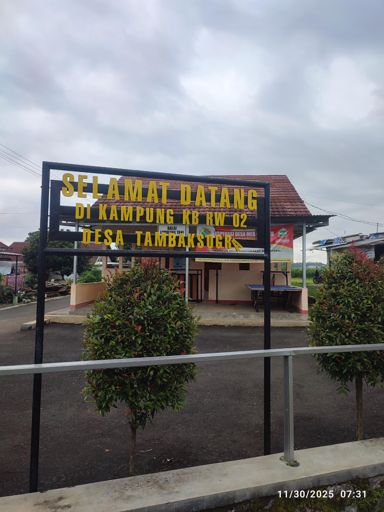 SELAMAT DATANG
DI KAMPUNG KB RW 02
DESA TAMBAKSOGRA
11/30/2025 07:31